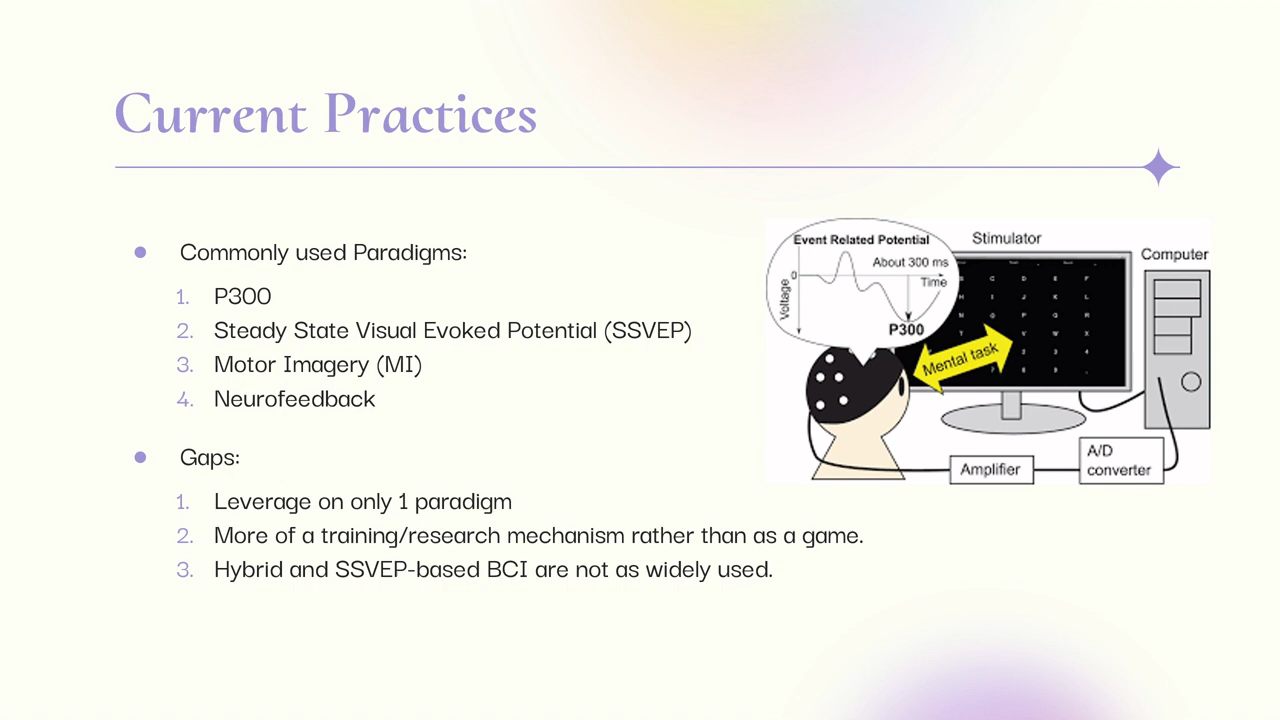 Current Practices
Commonly used Paradigms:
1. P300
2. Steady State Visual Evoked Potential (SSVEP)
3. Motor Imagery (MI)
4. Neurofeedback
Gaps:
1. Leverage on only 1 paradigm
2. More of a training/research mechanism rather than as a game.
3. Hybrid and SSVEP-based BCI are not as widely used.
Event Related Potential
About 300 ms
0
Time
Voltage
P300
Stimulator
Computer
Mental task
C D E F
I J K L
O P Q R
V W X
Amplifier
A/D
converter